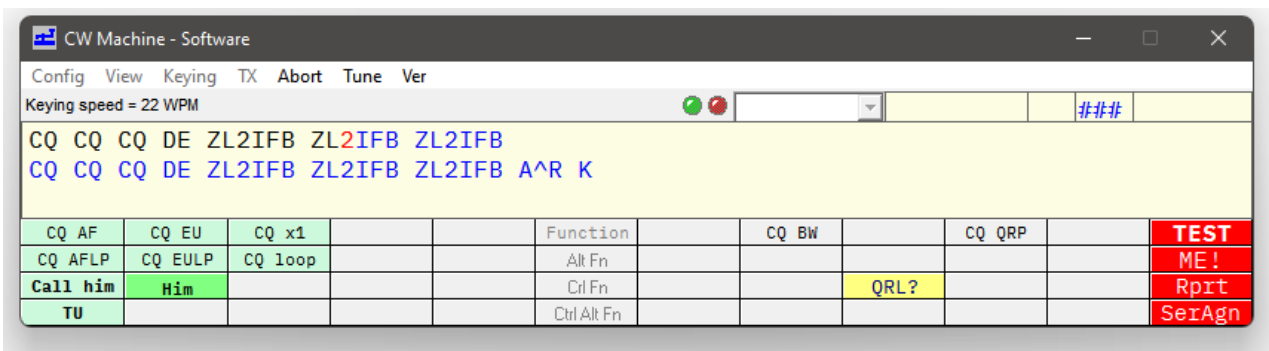 CW Machine - Software
Config View Keying TX Abort Tune Ver
Keying speed = 22 WPM ###
CQ CQ CQ DE ZL2IFB ZL2IFB ZL2IFB
CQ CQ CQ DE ZL2IFB ZL2IFB ZL2IFB A^R K
CQ AF CQ EU CQ x1 Function CQ BW CQ QRP TEST
CQ AFLP CQ EULP CQ loop Alt Fn ME!
Call him Him Crl Fn QRL? Rprt
TU Ctrl Alt Fn SerAgn